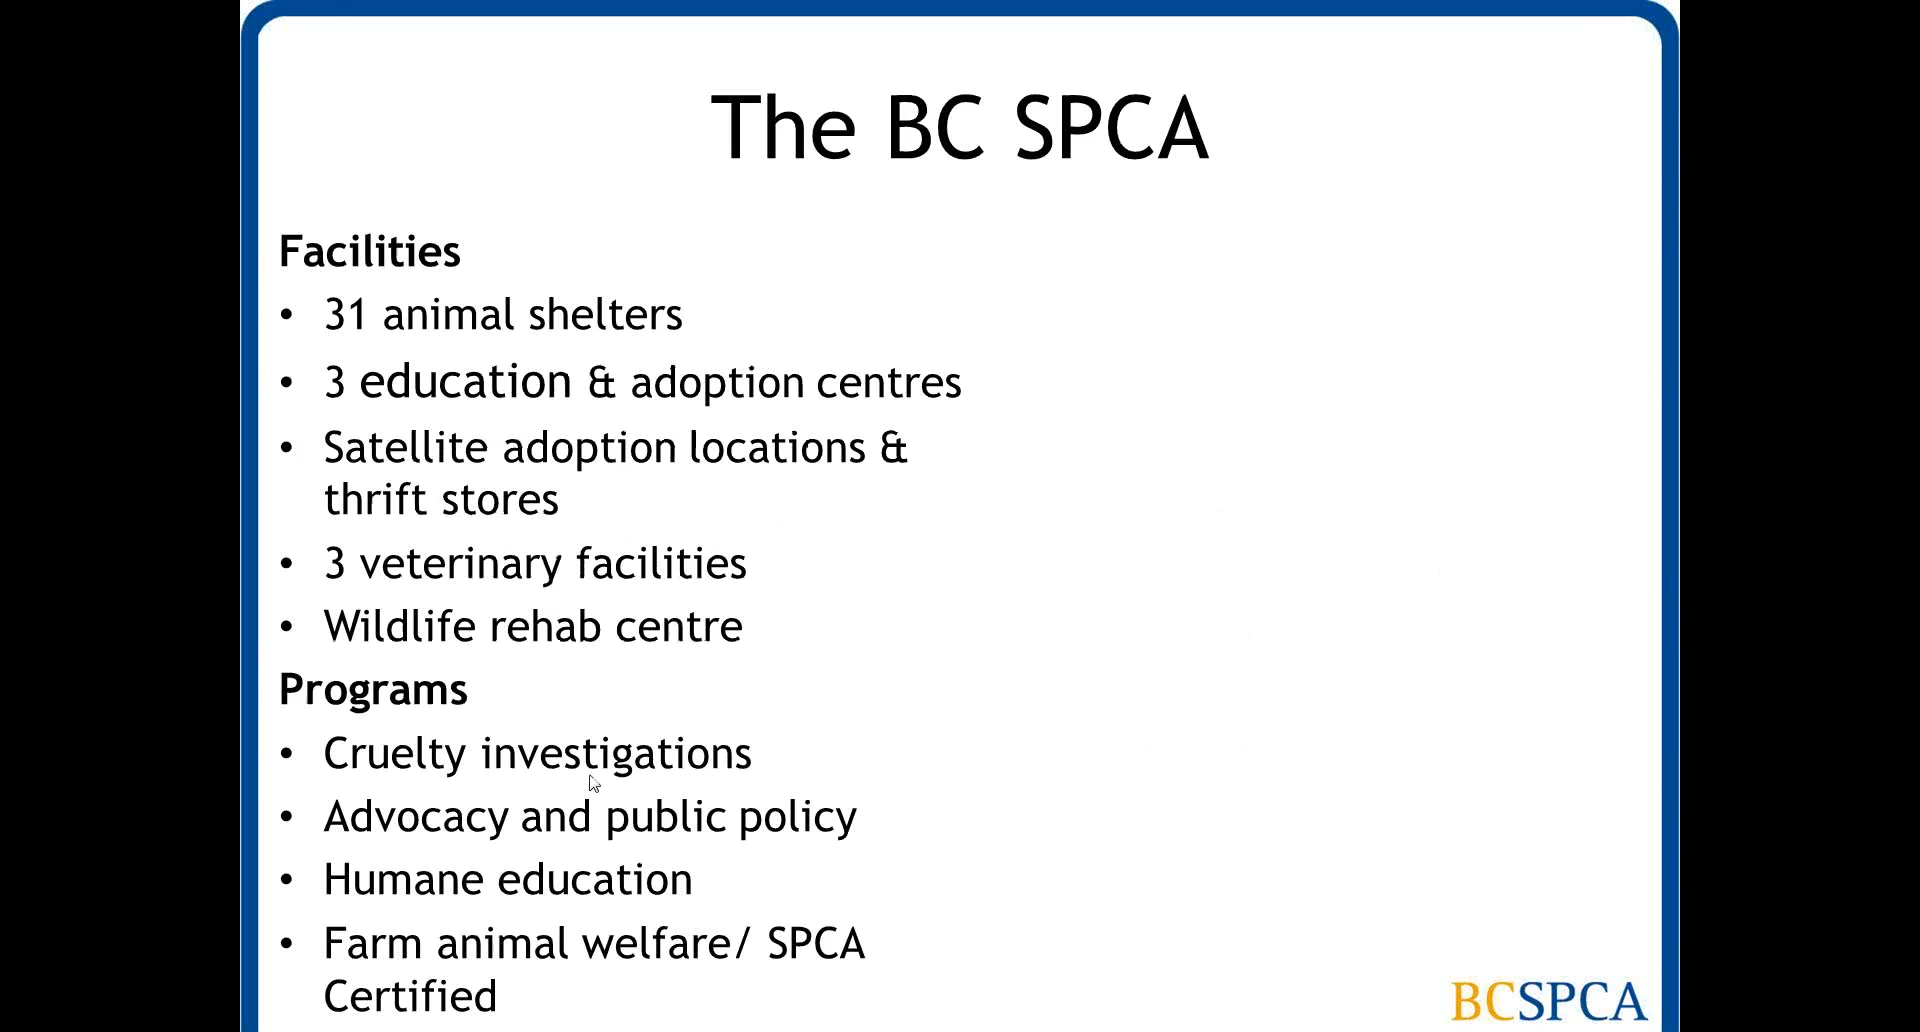 The BC SPCA
Facilities
• 31 animal shelters
• 3 education & adoption centres
• Satellite adoption locations &
thrift stores
• 3 veterinary facilities
• Wildlife rehab centre
Programs
• Cruelty investigations
• Advocacy and public policy
• Humane education
• Farm animal welfare/ SPCA
Certified
BCSPCA